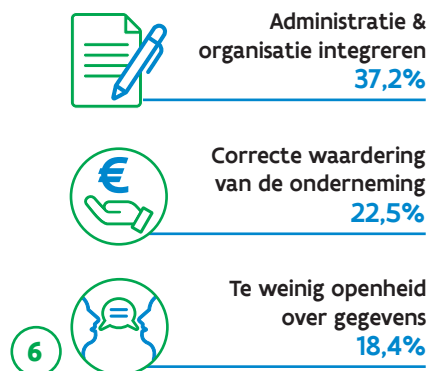 Administratie &
organisatie integreren
37,2%
€
Correcte waardering
van de onderneming
22,5%
Te weinig openheid
over gegevens
18,4%
6